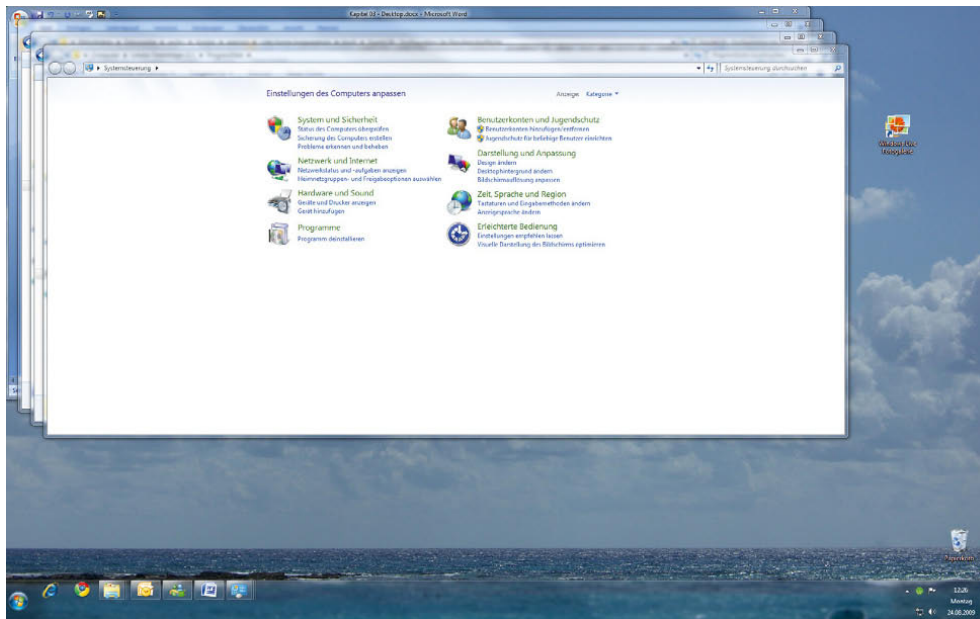 Kapitel 03 - Desktop.docx - Microsoft Word
Systemsteuerung
Systemsteuerung durchsuchen
Einstellungen des Computers anpassen
Anzeige: Kategorie
System und Sicherheit
Status des Computers überprüfen
Sicherung des Computers erstellen
Probleme erkennen und beheben
Netzwerk und Internet
Netzwerkstatus und -aufgaben anzeigen
Heimnetzgruppen- und Freigabeoptionen auswählen
Hardware und Sound
Geräte und Drucker anzeigen
Gerät hinzufügen
Programme
Programm deinstallieren
Benutzerkonten und Jugendschutz
Benutzerkonten hinzufügen/entfernen
Jugendschutz für beliebige Benutzer einrichten
Darstellung und Anpassung
Design ändern
Desktophintergrund ändern
Bildschirmauflösung anpassen
Zeit, Sprache und Region
Tastaturen und Eingabemethoden ändern
Anzeigesprache ändern
Erleichterte Bedienung
Einstellungen empfehlen lassen
Visuelle Darstellung des Bildschirms optimieren
Windows Live
Fotogalerie
Papierkorb
12:26
Montag
24.08.2009